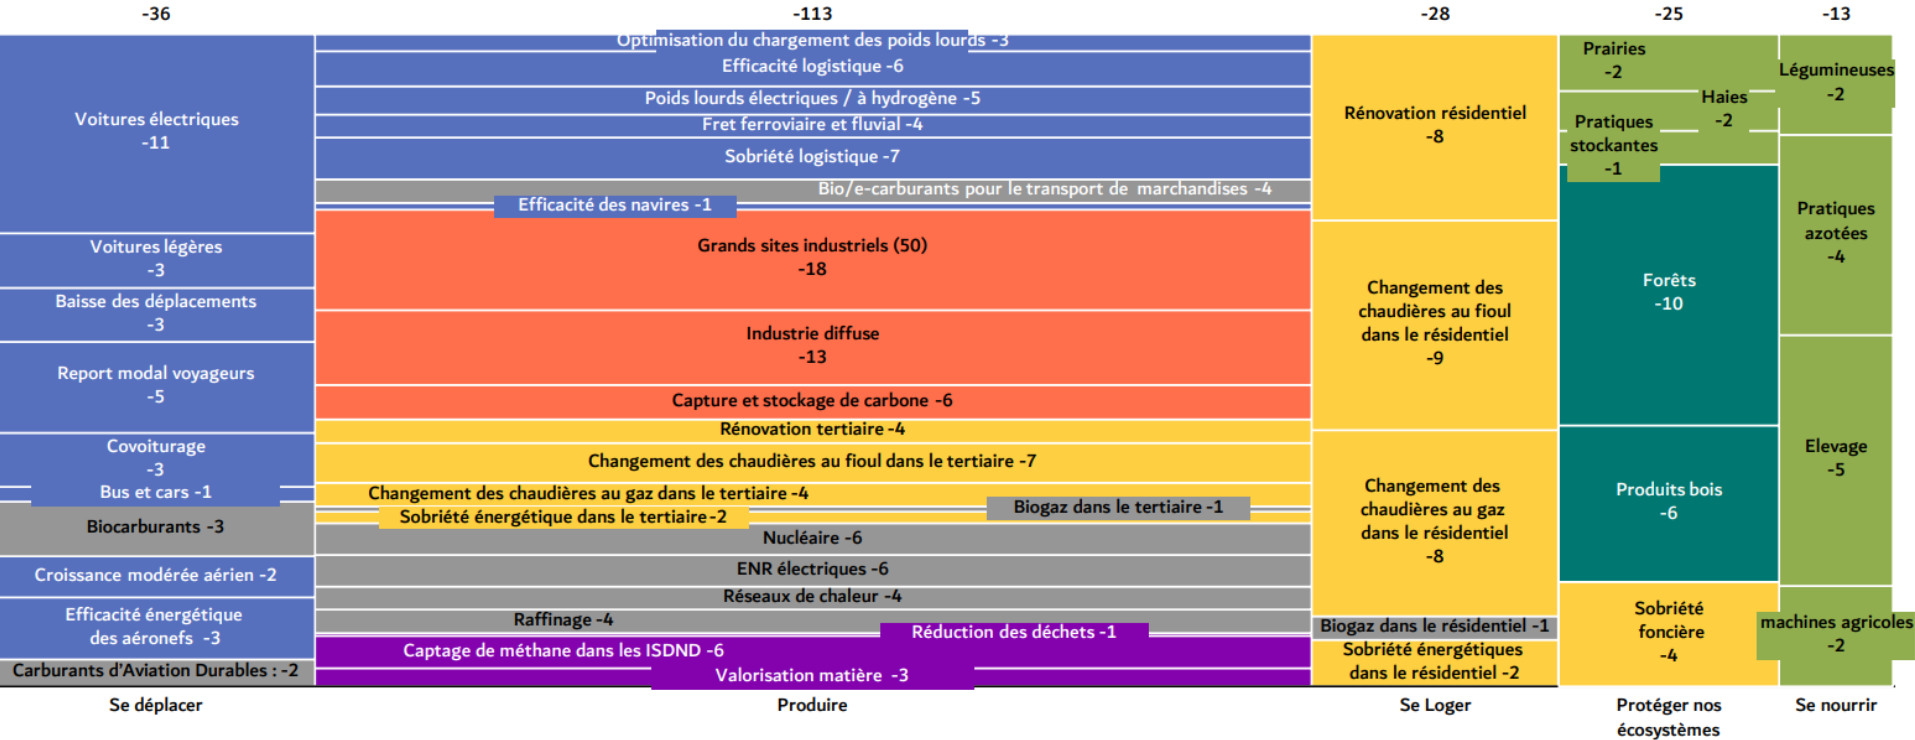 -36
-113
-28
-25
-13
Voitures électriques
-11
Voitures légères
-3
Baisse des déplacements
-3
Report modal voyageurs
-5
Covoiturage
-3
Bus et cars -1
Biocarburants -3
Croissance modérée aérien -2
Efficacité énergétique
des aéronefs -3
Carburants d'Aviation Durables : -2
Optimisation du chargement des poids lourds -3
Efficacité logistique -6
Poids lourds électriques / à hydrogène -5
Fret ferroviaire et fluvial -4
Sobriété logistique -7
Bio/e-carburants pour le transport de marchandises -4
Efficacité des navires -1
Grands sites industriels (50)
-18
Industrie diffuse
-13
Capture et stockage de carbone -6
Rénovation tertiaire -4
Changement des chaudières au fioul dans le tertiaire -7
Changement des chaudières au gaz dans le tertiaire -4
Biogaz dans le tertiaire -1
Sobriété énergétique dans le tertiaire -2
Nucléaire -6
ENR électriques -6
Réseaux de chaleur -4
Raffinage -4
Réduction des déchets -1
Captage de méthane dans les ISDND -6
Valorisation matière -3
Rénovation résidentiel
-8
Changement des
chaudières au fioul
dans le résidentiel
-9
Changement des
chaudières au gaz
dans le résidentiel
-8
Biogaz dans le résidentiel -1
Sobriété énergétiques
dans le résidentiel -2
Prairies
-2
Haies
-2
Pratiques
stockantes
-1
Forêts
-10
Produits bois
-6
Sobriété
foncière
-4
Légumineuses
-2
Pratiques
azotées
-4
Elevage
-5
machines agricoles
-2
Se déplacer
Produire
Se Loger
Protéger nos
écosystèmes
Se nourrir